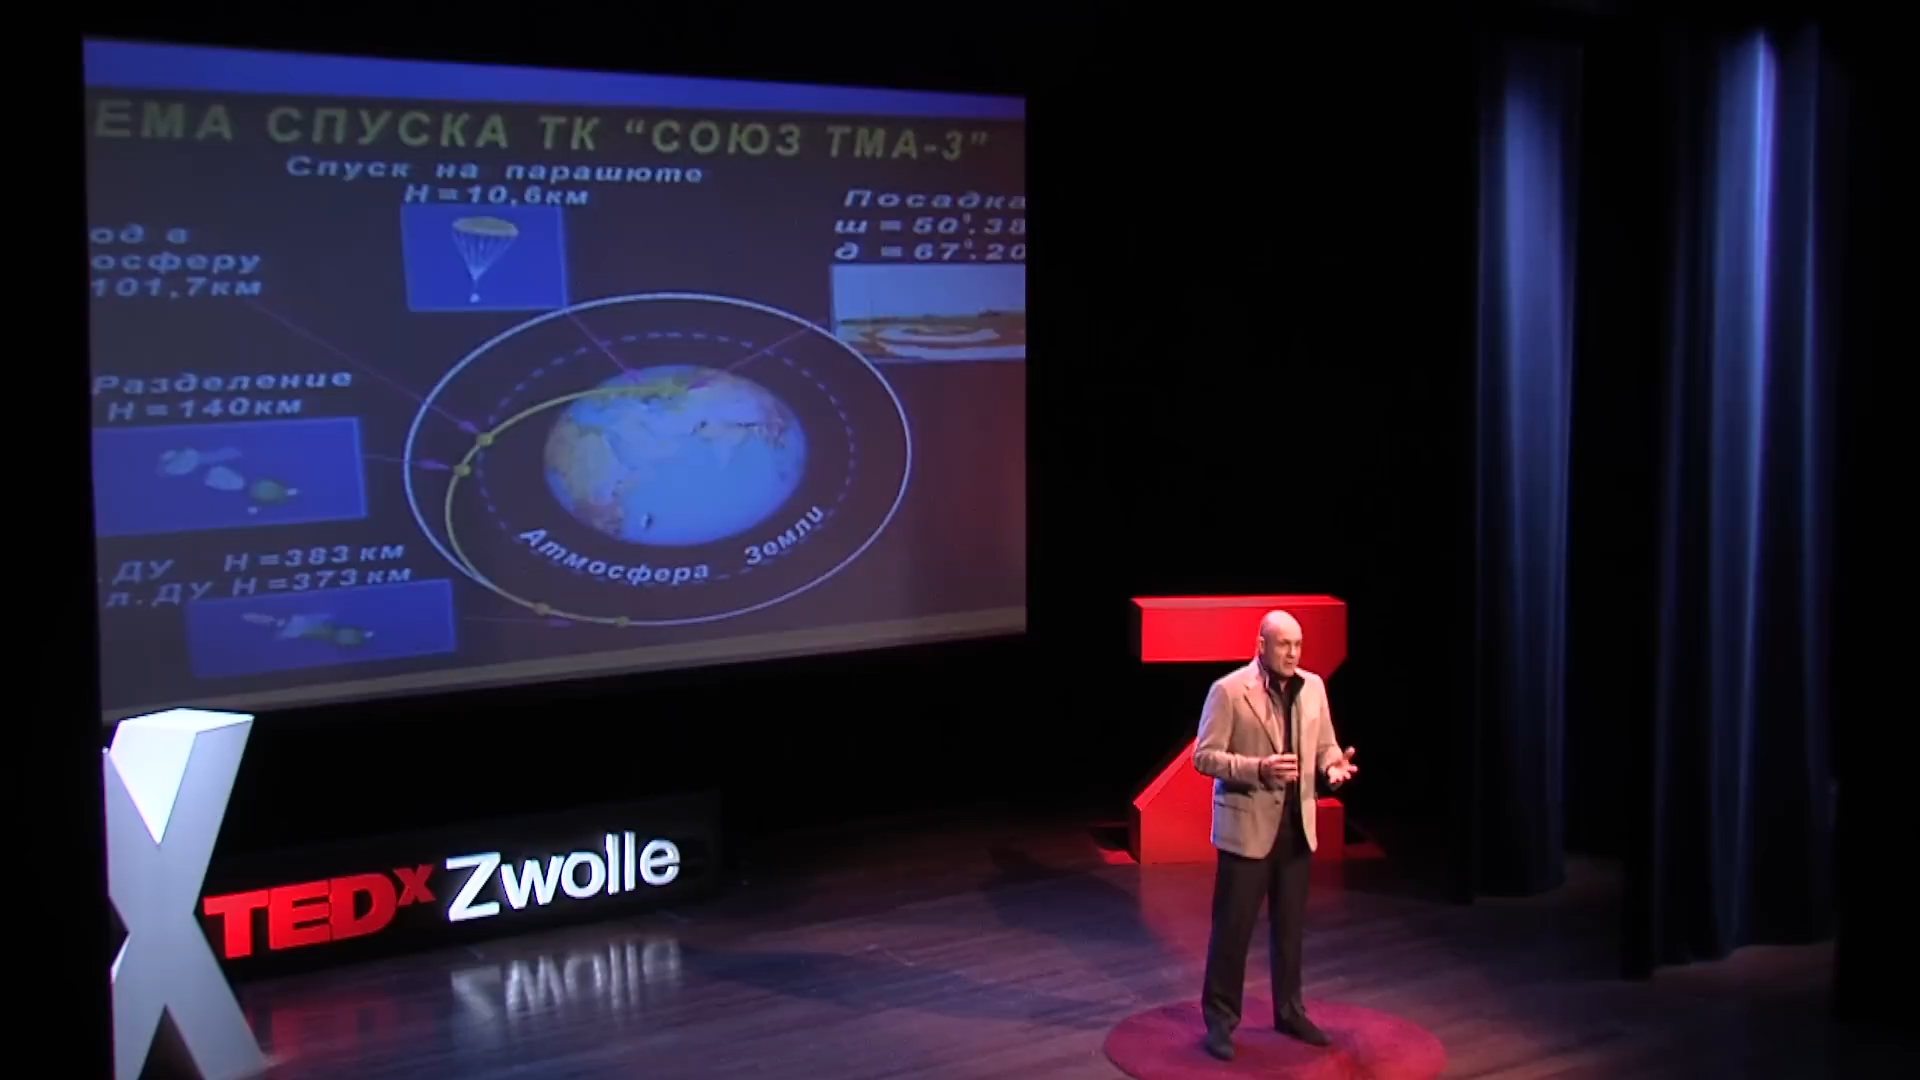 ЕМА СПУСКА ТК “СОЮЗ ТМА-3”
Спуск на парашюте
Н=10,6км
Посадка
ш = 50°.38
д = 67°.20
од в
осферу
101,7км
Разделение
Н=140км
.ДУ Н=383км
л.ДУ Н=373км
Атмосфера Земли
X
TEDx Zwolle
Z